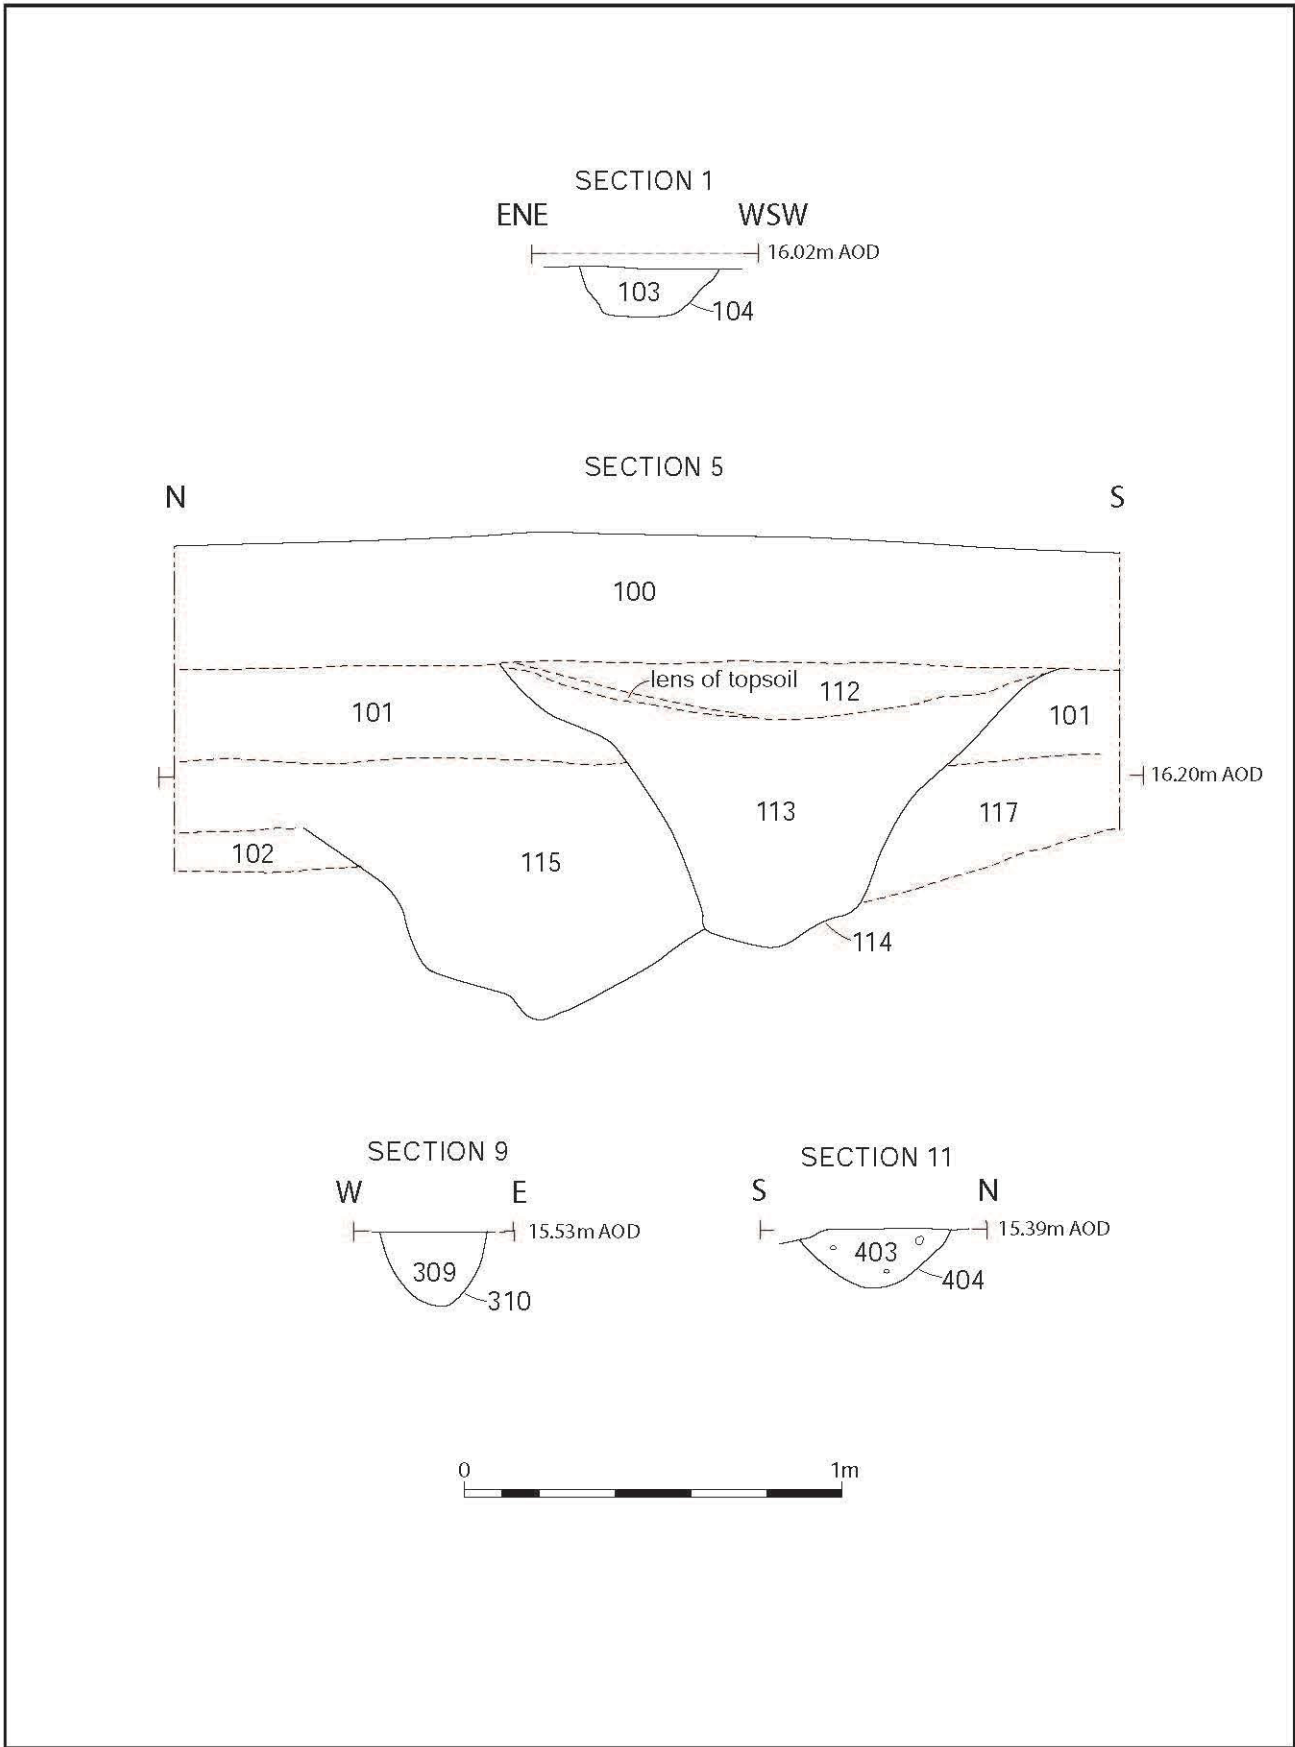 SECTION 1
ENE WSW
16.02m AOD
103
104
SECTION 5
N S
100
lens of topsoil
112
101 101
16.20m AOD
113 117
102 115
114
SECTION 9
W E
15.53m AOD
309
310
SECTION 11
S N
15.39m AOD
403
404
0 1m